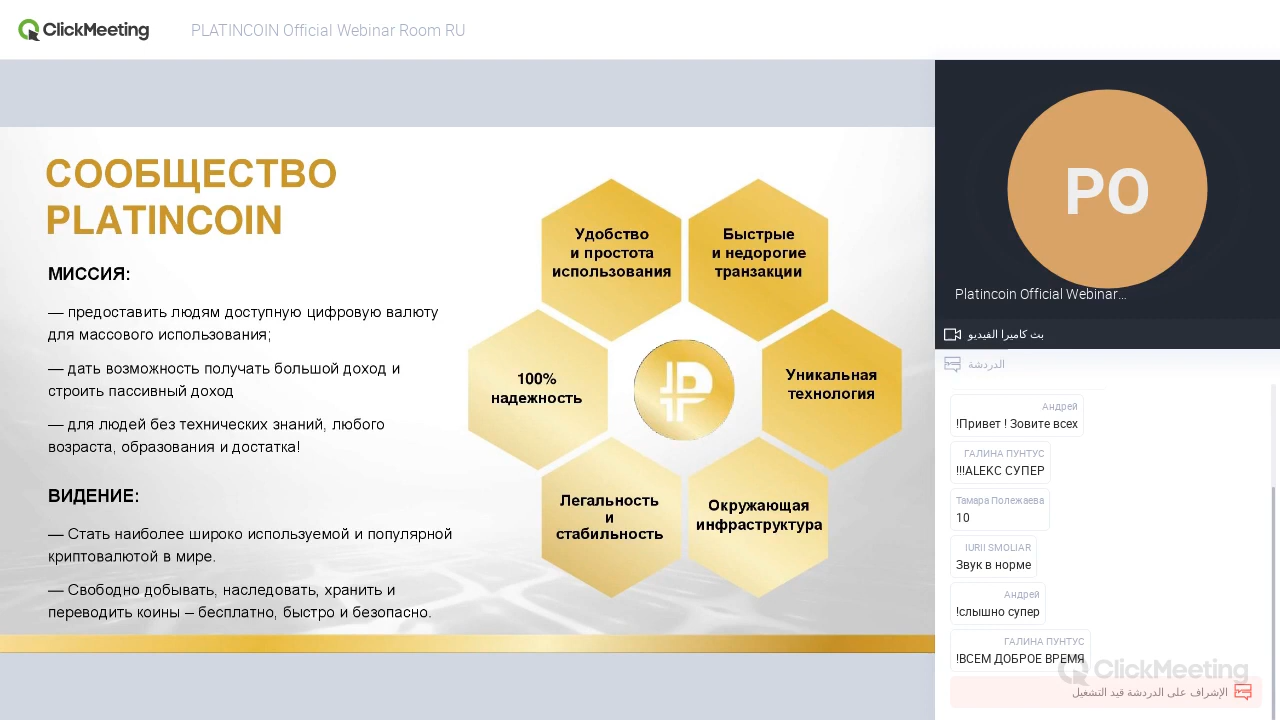 ClickMeeting
PLATINCOIN Official Webinar Room RU
СООБЩЕСТВО
PLATINCOIN
МИССИЯ:
— предоставить людям доступную цифровую валюту
для массового использования;
— дать возможность получать большой доход и
строить пассивный доход
— для людей без технических знаний, любого
возраста, образования и достатка!
ВИДЕНИЕ:
— Стать наиболее широко используемой и популярной
криптовалютой в мире.
— Свободно добывать, наследовать, хранить и
переводить коины – бесплатно, быстро и безопасно.
Удобство
и простота
использования
Быстрые
и недорогие
транзакции
100%
надежность
Уникальная
технология
Легальность
и
стабильность
Окружающая
инфраструктура
PO
Platincoin Official Webinar...
بث كاميرا الفيديو
الدردشة
Андрей
!Привет ! Зовите всех
ГАЛИНА ПУНТУС
!!!ALEKC СУПЕР
Тамара Полежаева
10
IURII SMOLIAR
Звук в норме
Андрей
!слышно супер
ГАЛИНА ПУНТУС
!ВСЕМ ДОБРОЕ ВРЕМЯ
ClickMeeting
الإشراف على الدردشة قيد التشغيل